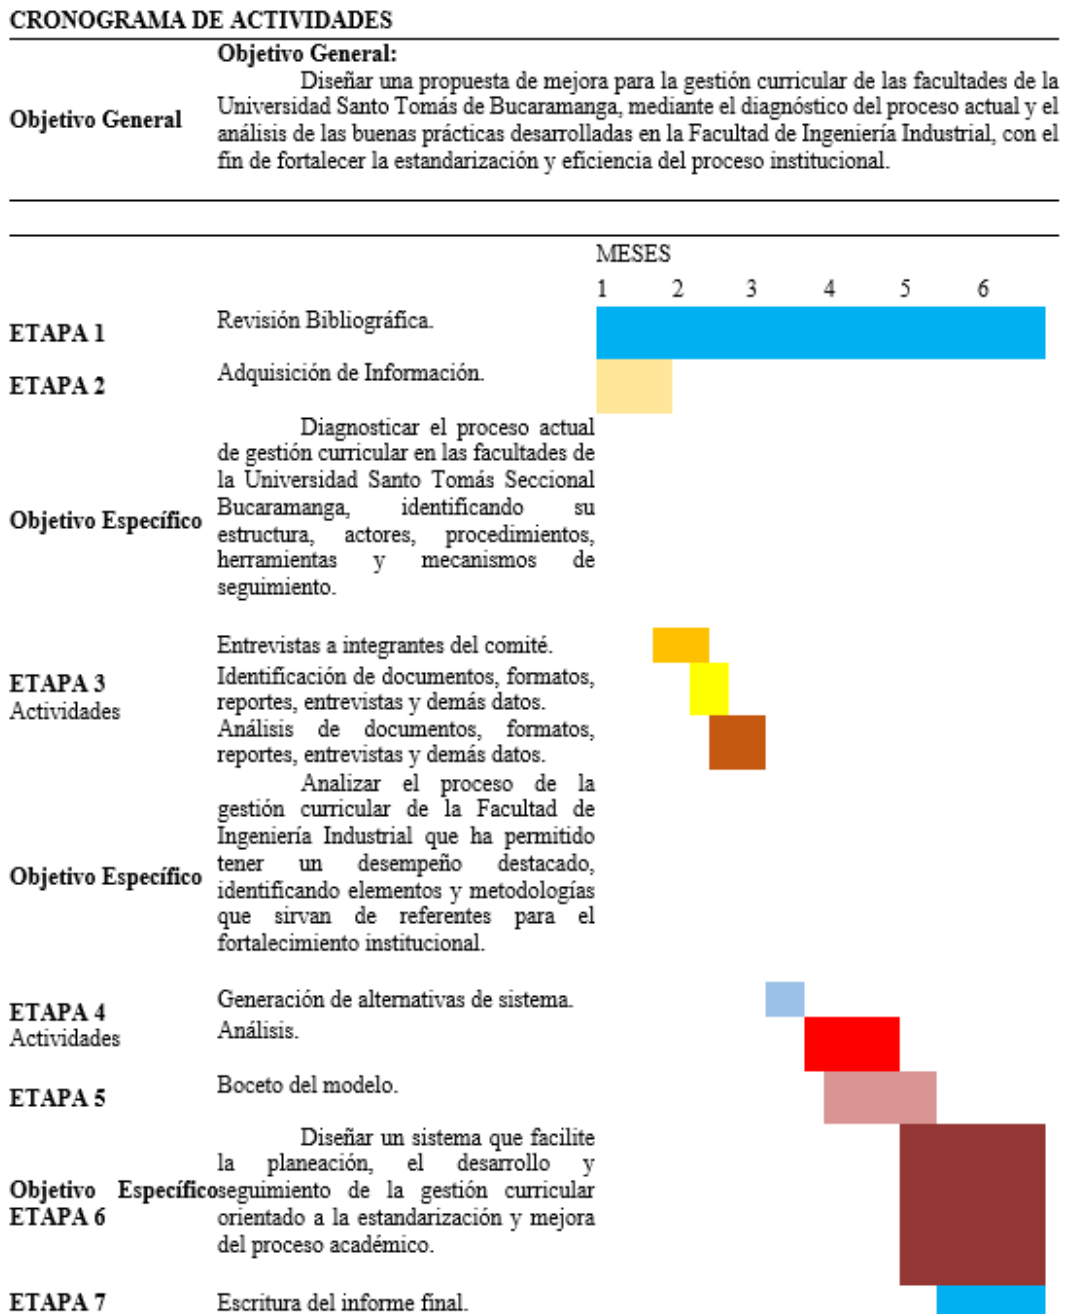 CRONOGRAMA DE ACTIVIDADES
Objetivo General
Objetivo General:
Diseñar una propuesta de mejora para la gestión curricular de las facultades de la
Universidad Santo Tomás de Bucaramanga, mediante el diagnóstico del proceso actual y el
análisis de las buenas prácticas desarrolladas en la Facultad de Ingeniería Industrial, con el
fin de fortalecer la estandarización y eficiencia del proceso institucional.
MESES
1 2 3 4 5 6
ETAPA 1
Revisión Bibliográfica.
ETAPA 2
Adquisición de Información.
Objetivo Específico
Diagnosticar el proceso actual
de gestión curricular en las facultades de
la Universidad Santo Tomás Seccional
Bucaramanga, identificando su
estructura, actores, procedimientos,
herramientas y mecanismos de
seguimiento.
ETAPA 3
Actividades
Entrevistas a integrantes del comité.
Identificación de documentos, formatos,
reportes, entrevistas y demás datos.
Análisis de documentos, formatos,
reportes, entrevistas y demás datos.
Objetivo Específico
Analizar el proceso de la
gestión curricular de la Facultad de
Ingeniería Industrial que ha permitido
tener un desempeño destacado,
identificando elementos y metodologías
que sirvan de referentes para el
fortalecimiento institucional.
ETAPA 4
Actividades
Generación de alternativas de sistema.
Análisis.
ETAPA 5
Boceto del modelo.
Objetivo Específico
ETAPA 6
Diseñar un sistema que facilite
la planeación, el desarrollo y
seguimiento de la gestión curricular
orientado a la estandarización y mejora
del proceso académico.
ETAPA 7
Escritura del informe final.